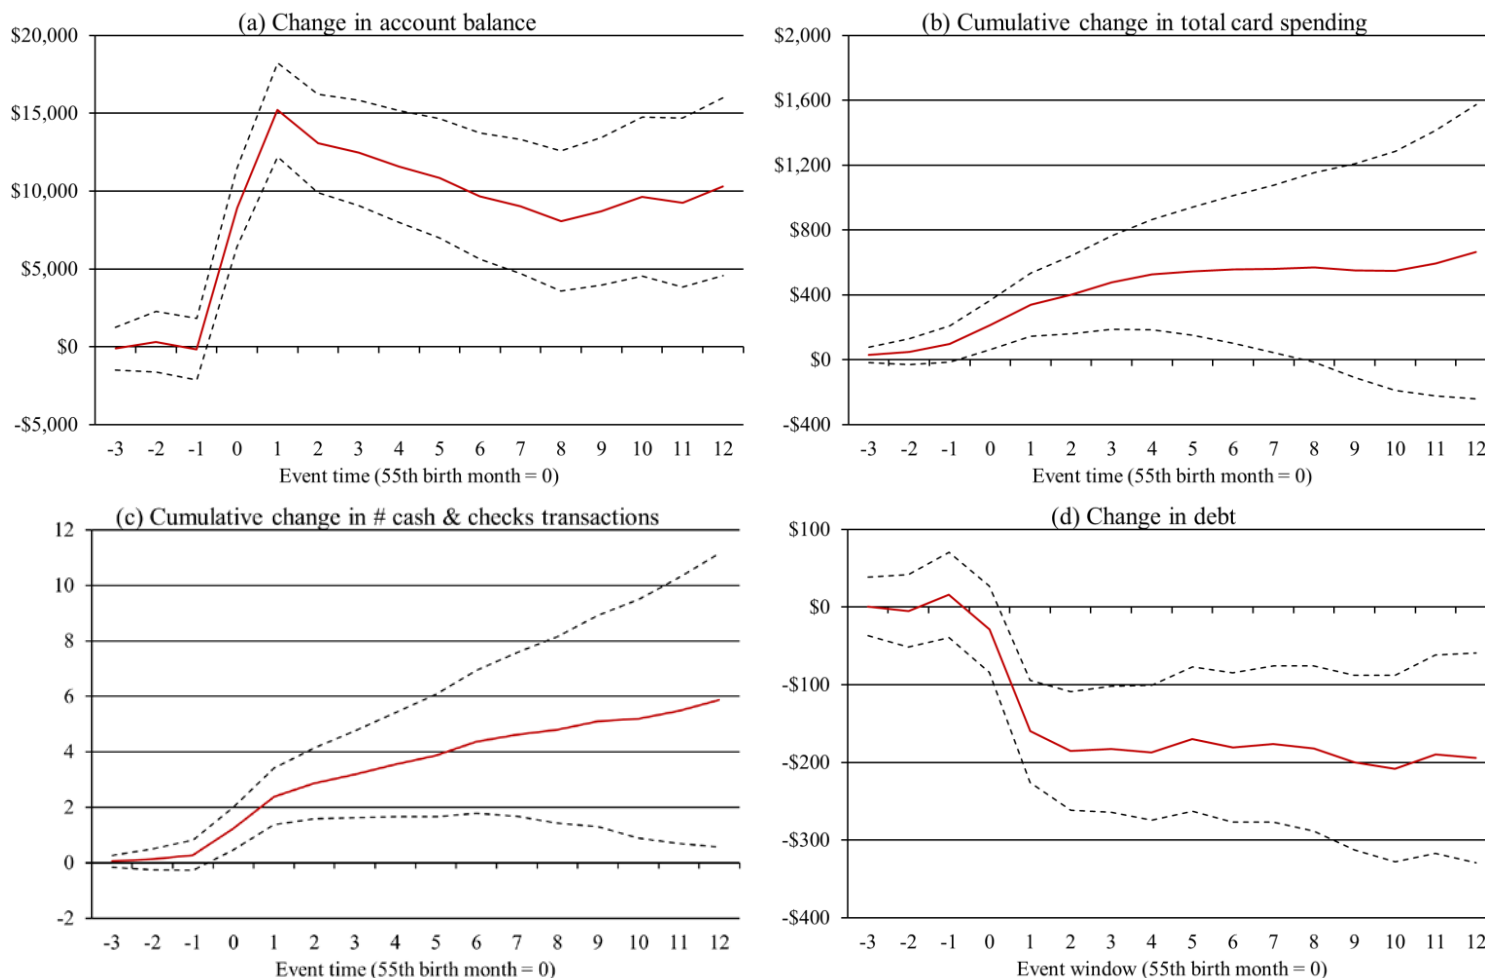 (a) Change in account balance
$20,000
$15,000
$10,000
$5,000
$0
-$5,000
-3 -2 -1 0 1 2 3 4 5 6 7 8 9 10 11 12
Event time (55th birth month = 0)
(b) Cumulative change in total card spending
$2,000
$1,600
$1,200
$800
$400
$0
-$400
-3 -2 -1 0 1 2 3 4 5 6 7 8 9 10 11 12
Event time (55th birth month = 0)
(c) Cumulative change in # cash & checks transactions
12
10
8
6
4
2
0
-2
-3 -2 -1 0 1 2 3 4 5 6 7 8 9 10 11 12
Event time (55th birth month = 0)
(d) Change in debt
$100
$0
-$100
-$200
-$300
-$400
-3 -2 -1 0 1 2 3 4 5 6 7 8 9 10 11 12
Event window (55th birth month = 0)